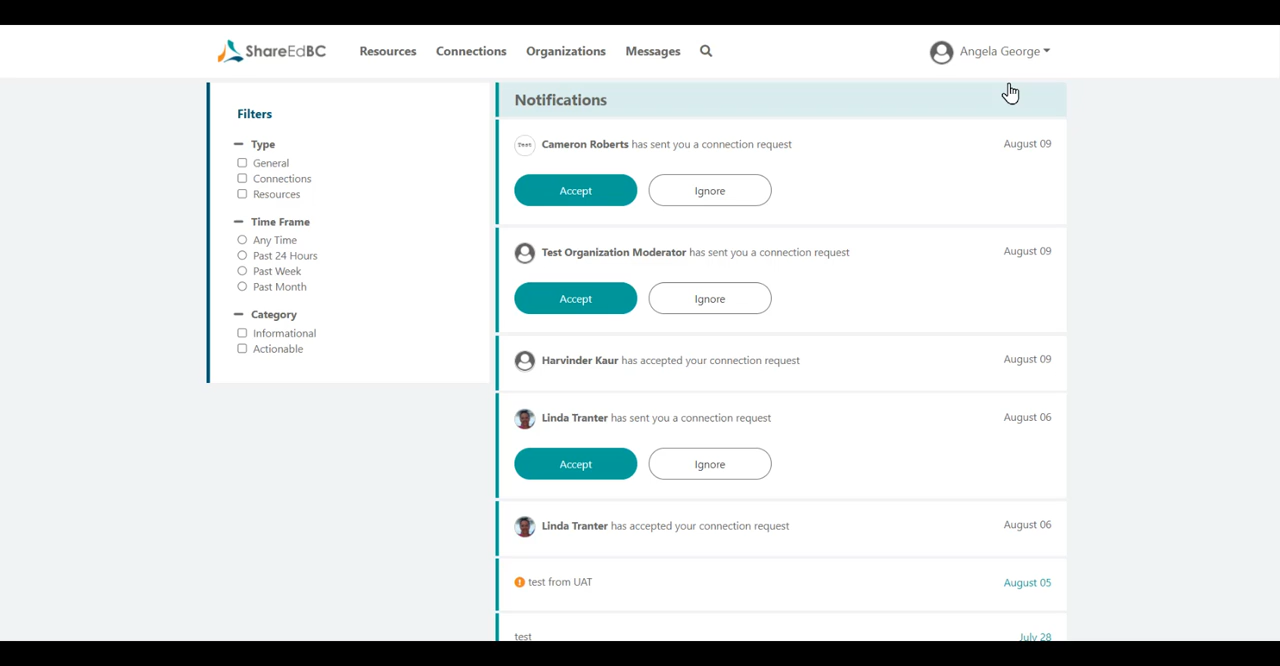 ShareEdBC
Resources
Connections
Organizations
Messages
Angela George
Filters
Type
General
Connections
Resources
Time Frame
Any Time
Past 24 Hours
Past Week
Past Month
Category
Informational
Actionable
Notifications
Test
Cameron Roberts has sent you a connection request
August 09
Accept
Ignore
Test Organization Moderator has sent you a connection request
August 09
Accept
Ignore
Harvinder Kaur has accepted your connection request
August 09
Linda Tranter has sent you a connection request
August 06
Accept
Ignore
Linda Tranter has accepted your connection request
August 06
test from UAT
August 05
test
July 28